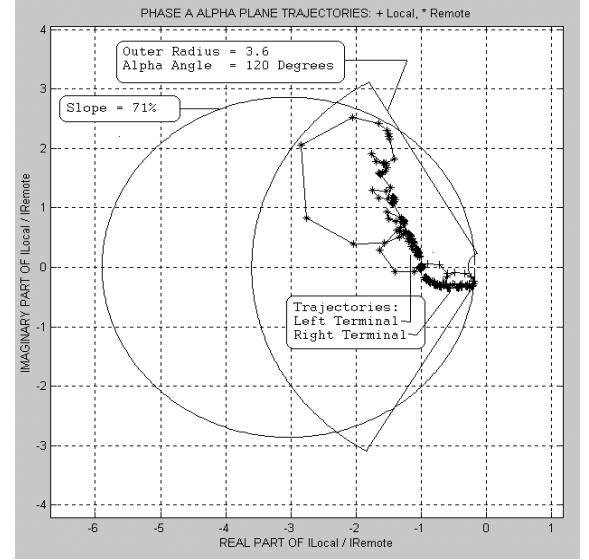 PHASE A ALPHA PLANE TRAJECTORIES: + Local, * Remote
4
Outer Radius = 3.6
Alpha Angle = 120 Degrees
3
Slope = 71%
2
1
0
Trajectories:
Left Terminal
Right Terminal
-1
-2
-3
-4
IMAGINARY PART OF ILocal / IRemote
-6 -5 -4 -3 -2 -1 0 1
REAL PART OF ILocal / IRemote